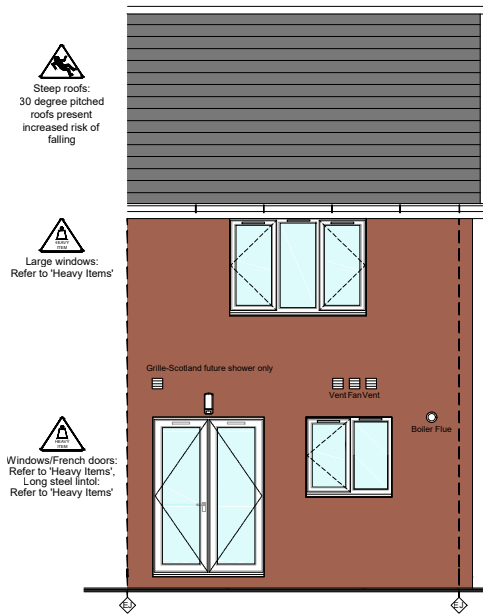 Steep roofs:
30 degree pitched
roofs present
increased risk of
falling
HEAVY
ITEM
Large windows:
Refer to 'Heavy Items'
Grille-Scotland future shower only
Vent Fan Vent
Boiler Flue
HEAVY
ITEM
Windows/French doors:
Refer to 'Heavy Items',
Long steel lintol:
Refer to 'Heavy Items'
EJ
EJ